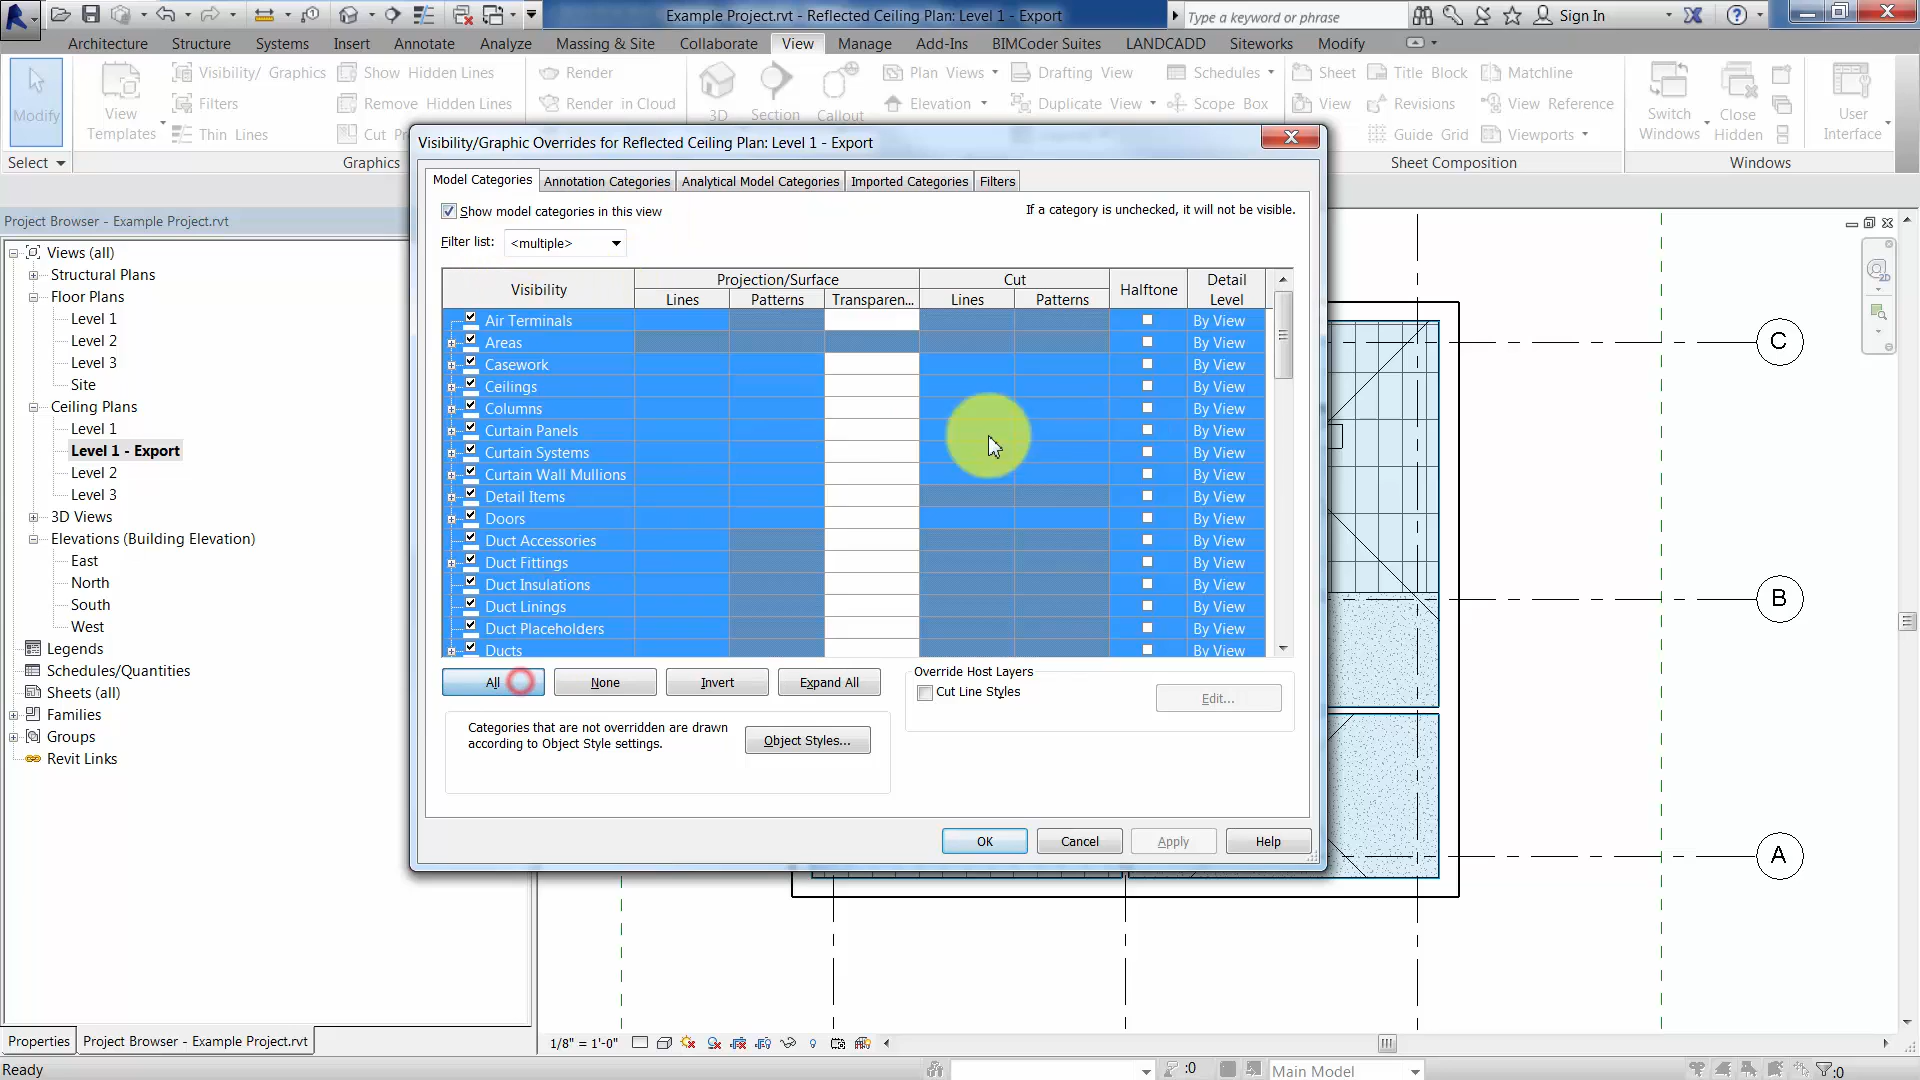 Example Project.rvt - Reflected Ceiling Plan: Level 1 - Export
Type a keyword or phrase
Sign In
Architecture Structure Systems Insert Annotate Analyze Massing & Site Collaborate View Manage Add-Ins BIMCoder Suites LANDCADD Siteworks Modify
Modify
View Templates
Visibility/ Graphics
Filters
Thin Lines
Show Hidden Lines
Remove Hidden Lines
Cut Pr
Render
Render in Cloud
3D
Section
Callout
Plan Views
Elevation
Drafting View
Duplicate View
Schedules
Scope Box
Sheet
View
Title Block
Revisions
Guide Grid
Matchline
View Reference
Viewports
Switch Windows
Close Hidden
User Interface
Select
Graphics
Sheet Composition
Windows
Project Browser - Example Project.rvt
Views (all)
Structural Plans
Floor Plans
Level 1
Level 2
Level 3
Site
Ceiling Plans
Level 1
Level 1 - Export
Level 2
Level 3
3D Views
Elevations (Building Elevation)
East
North
South
West
Legends
Schedules/Quantities
Sheets (all)
Families
Groups
Revit Links
Visibility/Graphic Overrides for Reflected Ceiling Plan: Level 1 - Export
Model Categories Annotation Categories Analytical Model Categories Imported Categories Filters
Show model categories in this view
If a category is unchecked, it will not be visible.
Filter list: <multiple>
Visibility Projection/Surface Cut Halftone Detail Level
Lines Patterns Transparen... Lines Patterns
Air Terminals By View
Areas By View
Casework By View
Ceilings By View
Columns By View
Curtain Panels By View
Curtain Systems By View
Curtain Wall Mullions By View
Detail Items By View
Doors By View
Duct Accessories By View
Duct Fittings By View
Duct Insulations By View
Duct Linings By View
Duct Placeholders By View
Ducts By View
All None Invert Expand All
Override Host Layers
Cut Line Styles
Edit...
Categories that are not overridden are drawn
according to Object Style settings.
Object Styles...
OK Cancel Apply Help
C
B
A
Properties
Project Browser - Example Project.rvt
1/8" = 1'-0"
Ready
:0
Main Model
:0